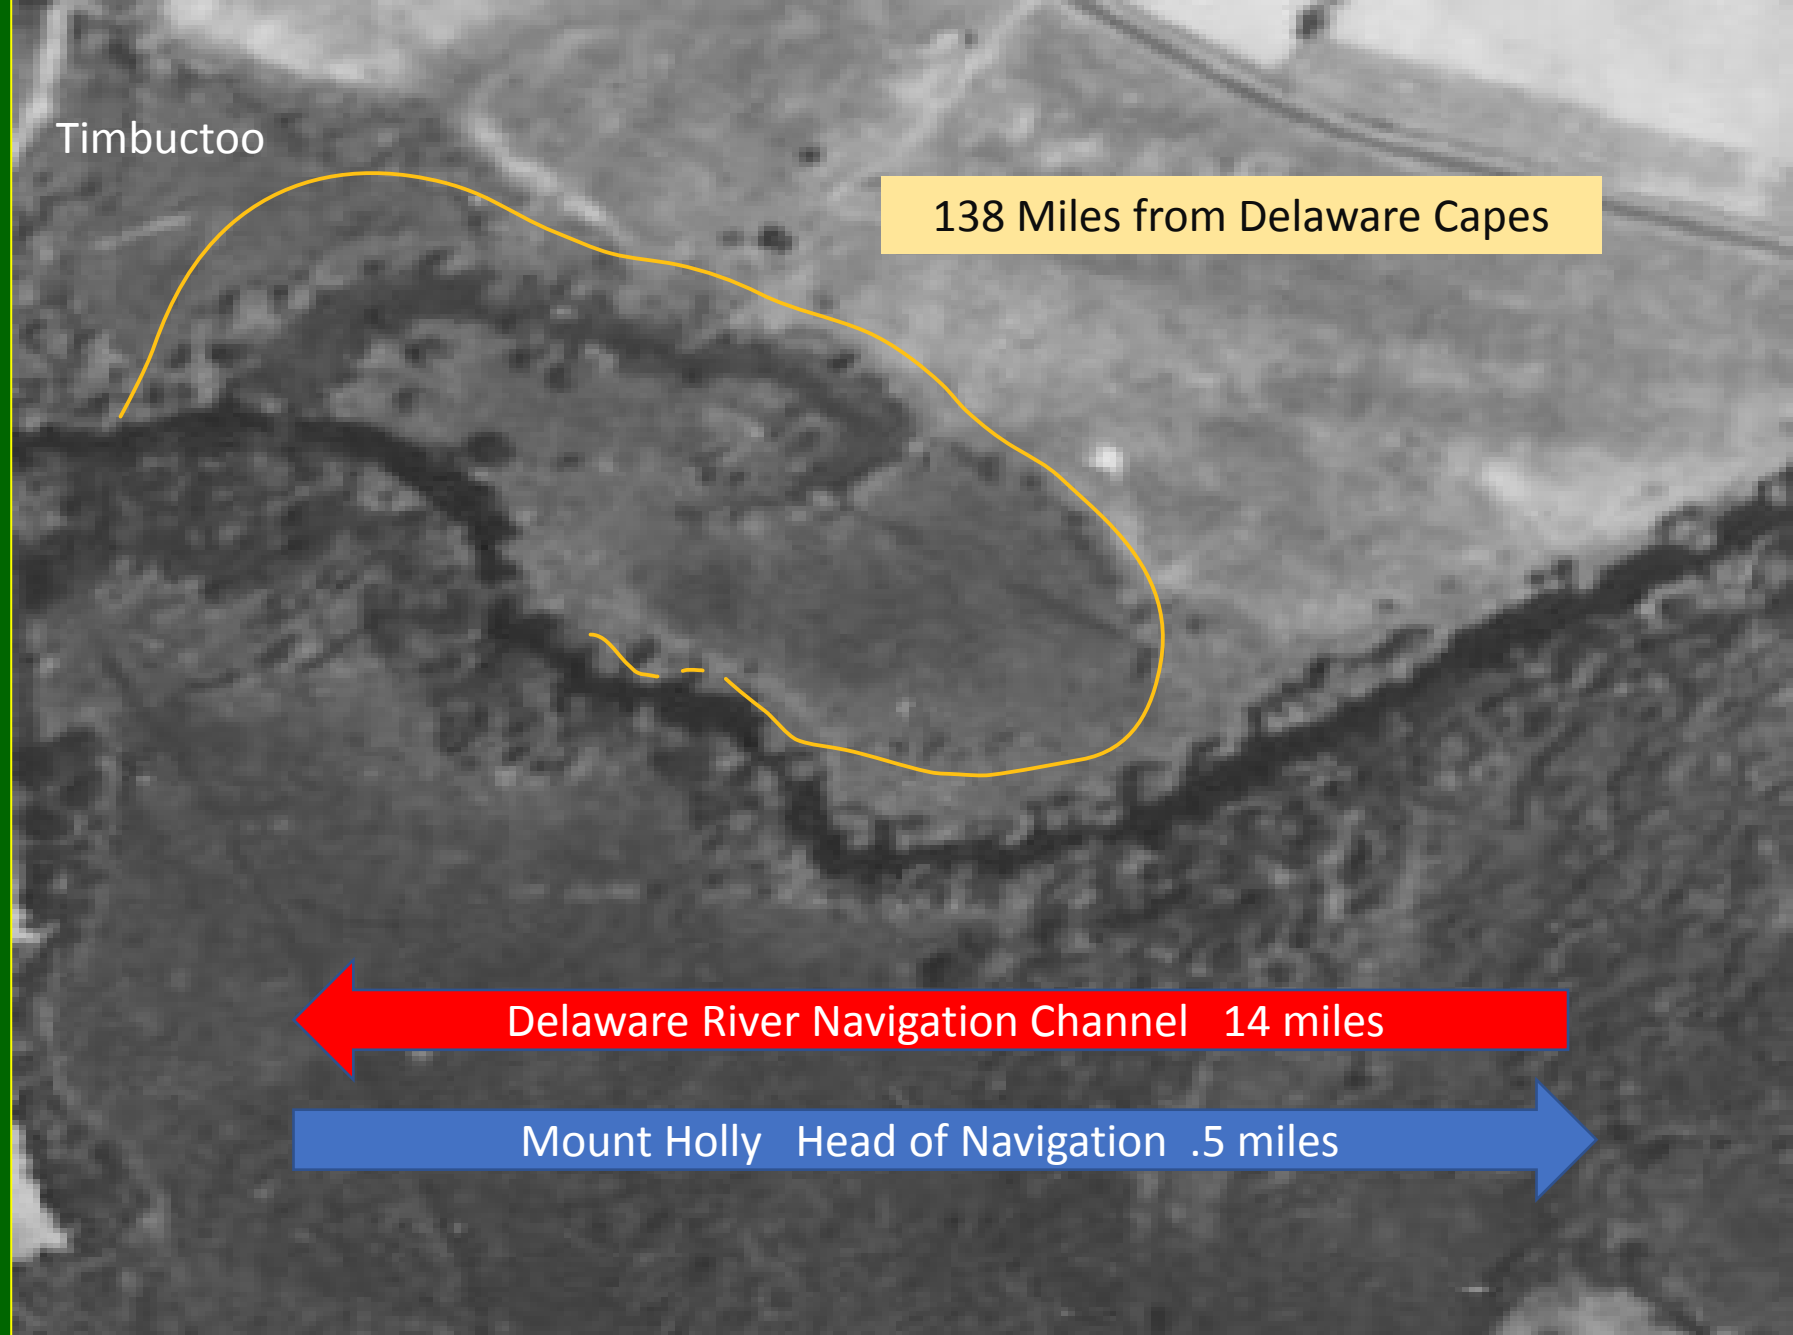 Timbuctoo
138 Miles from Delaware Capes
Delaware River Navigation Channel 14 miles
Mount Holly Head of Navigation .5 miles